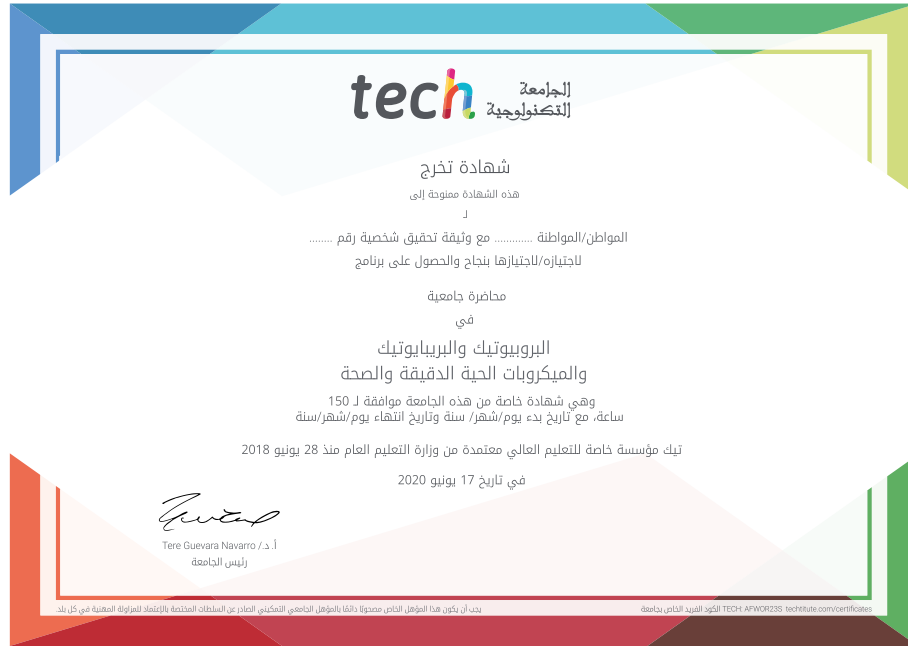 tech الجامعة
التكنولوجية
شهادة تخرج
هذه الشهادة ممنوحة إلى
لـ
المواطن/المواطنة ............ مع وثيقة تحقيق شخصية رقم ........
لاجتيازه/لاجتيازها بنجاح والحصول على برنامج
محاضرة جامعية
في
البروبيوتيك والبريبايوتيك
والميكروبات الحية الدقيقة والصحة
وهي شهادة خاصة من هذه الجامعة موافقة لـ 150
ساعة، مع تاريخ بدء يوم/شهر/ سنة وتاريخ انتهاء يوم/شهر/سنة
تيك مؤسسة خاصة للتعليم العالي معتمدة من وزارة التعليم العام منذ 28 يونيو 2018
في تاريخ 17 يونيو 2020
أ. د./ Tere Guevara Navarro
رئيس الجامعة
يجب أن يكون هذا المؤهل الخاص مصحوبًا دائمًا بالمؤهل الجامعي التمكيني الصادر عن السلطات المختصة بالإعتماد للمزاولة المهنية في كل بلد.
الكود الفريد الخاص بجامعة TECH: AFWOR23S techtitute.com/certificates